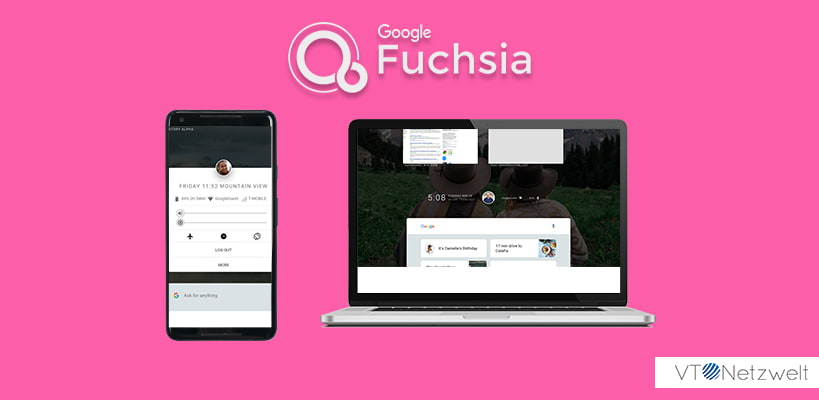 Google
Fuchsia
STORY ALPHA
FRIDAY 11:52 MOUNTAIN VIEW
GoogleGuest
T-MOBILE
LOG OUT
MORE
Ask for anything
5:08
Google
It's Danielle's Birthday
17 min drive to
VTNetzwelt